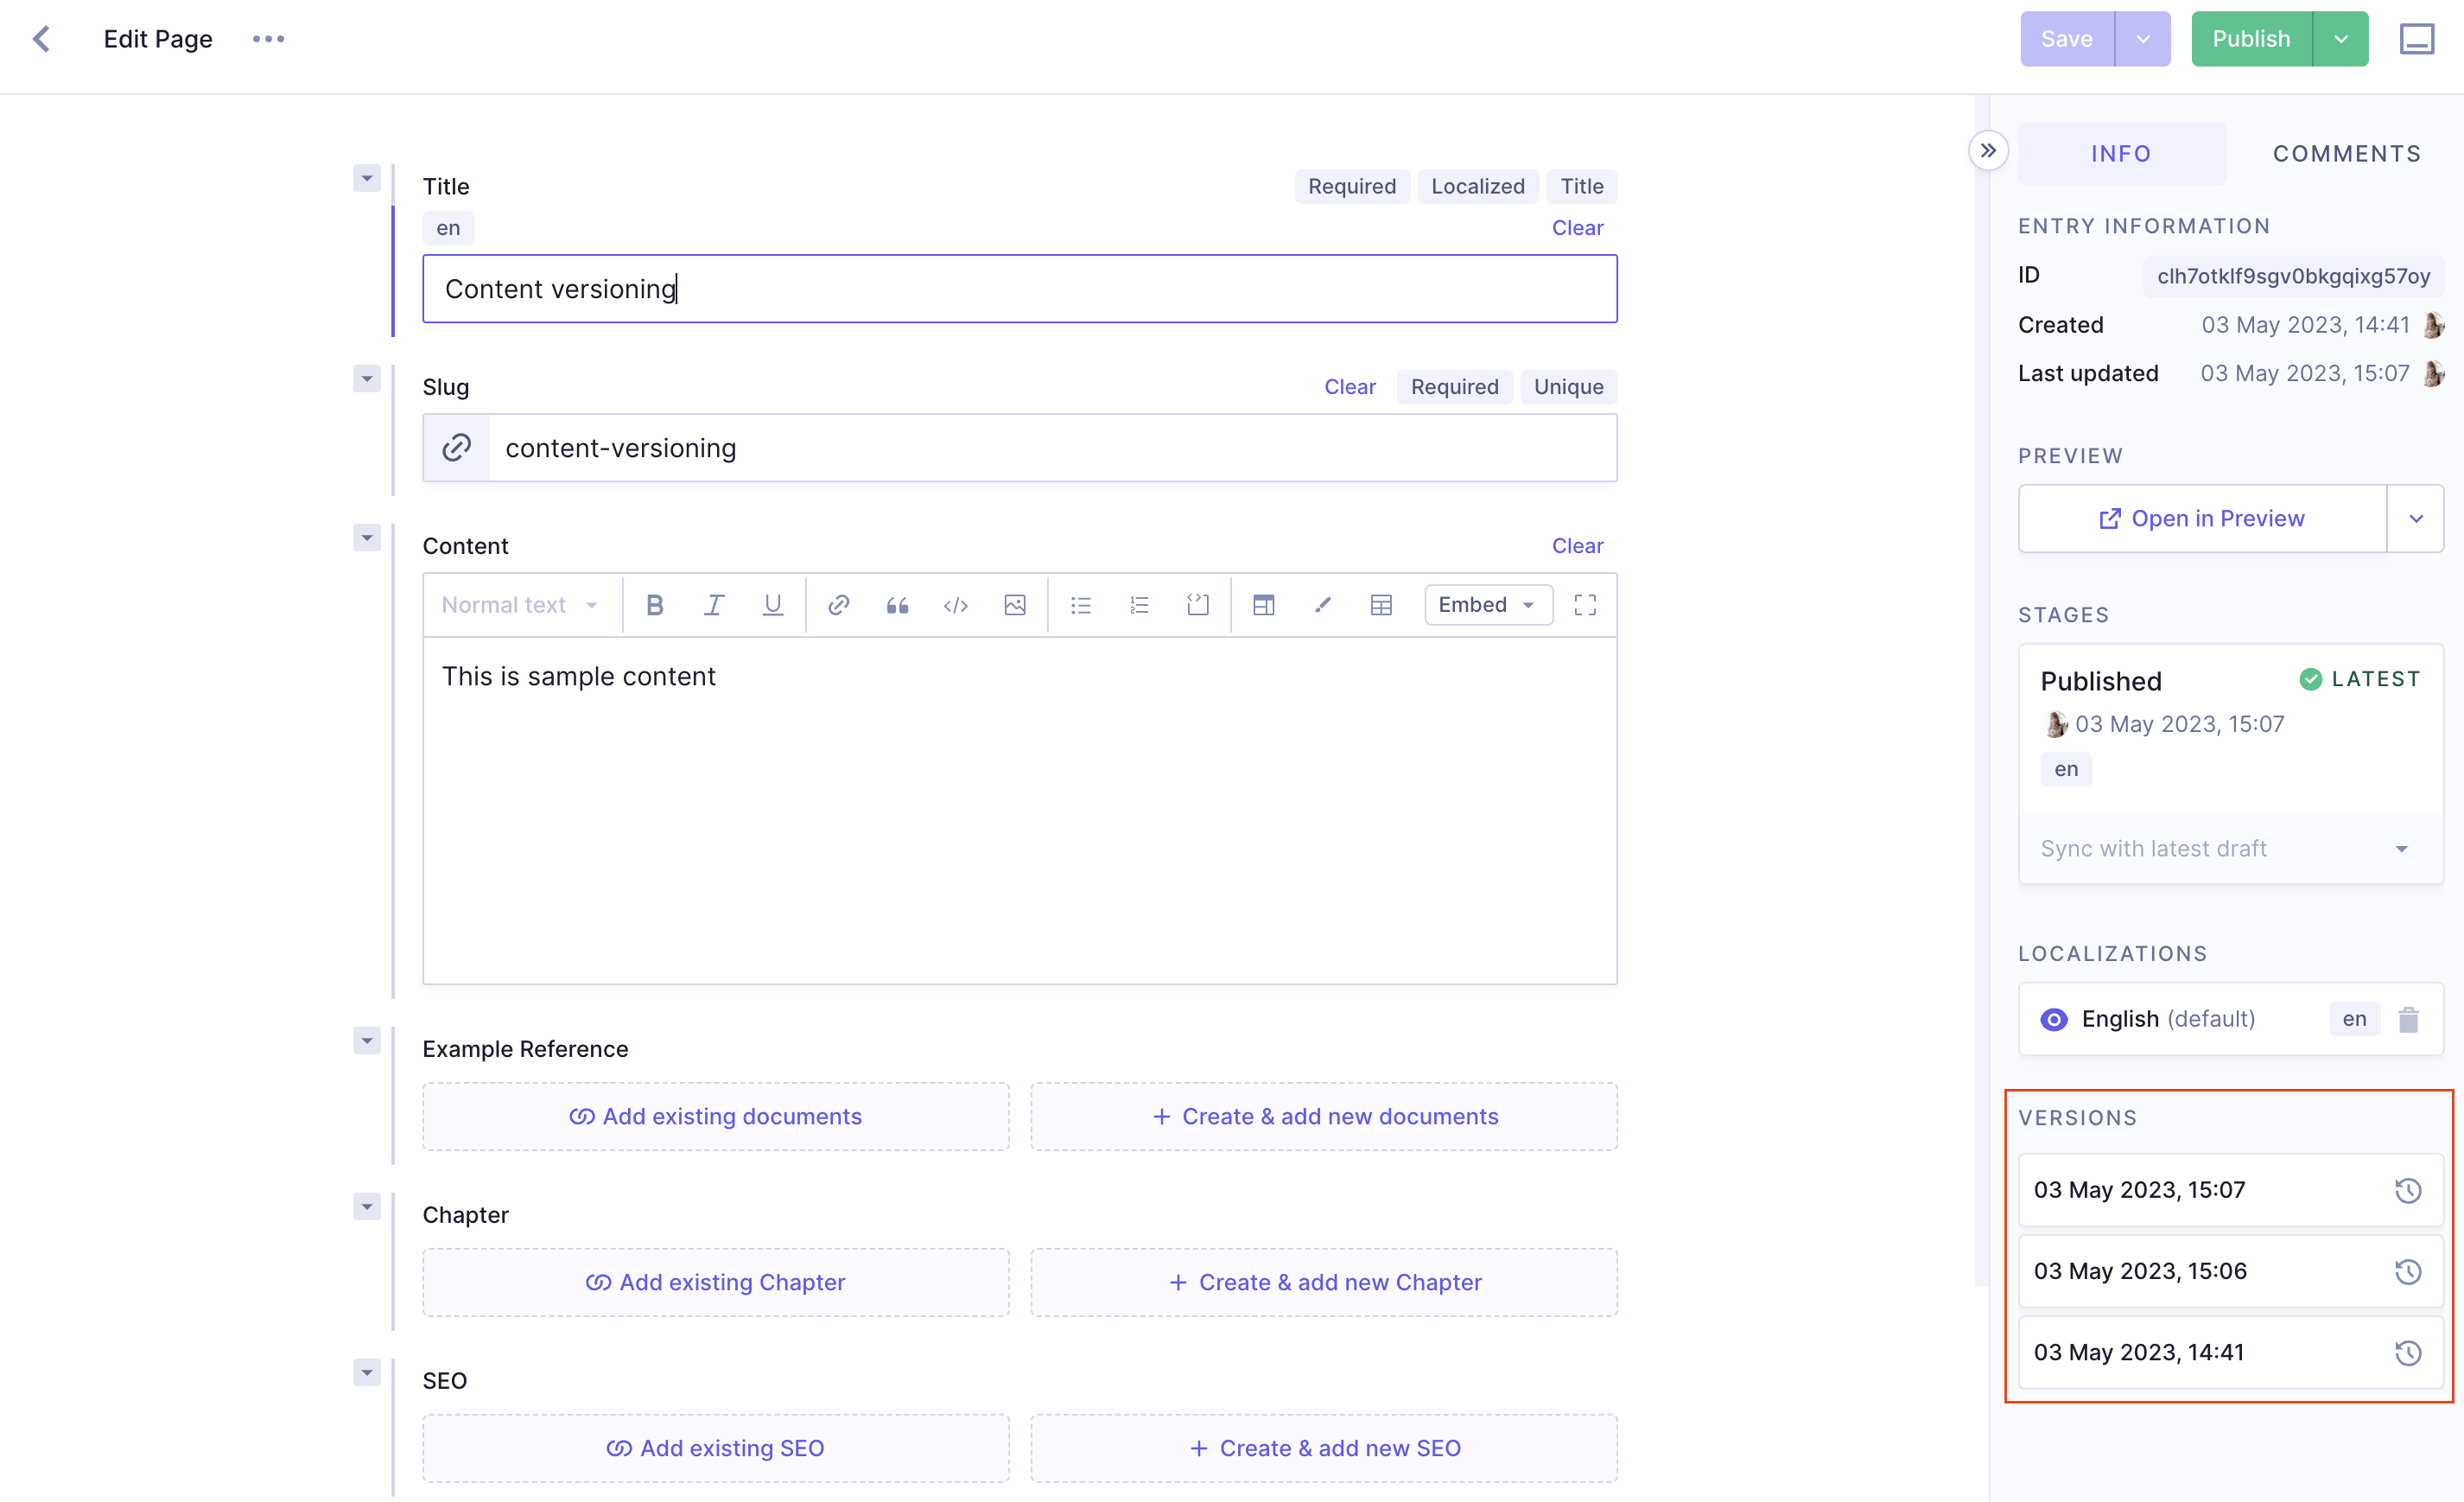 Edit Page
Save
Publish
Title
Required Localized Title
en
Clear
Content versioning
Slug
Clear Required Unique
content-versioning
Content
Clear
Normal text
Embed
This is sample content
Example Reference
Add existing documents
Create & add new documents
Chapter
Add existing Chapter
Create & add new Chapter
SEO
Add existing SEO
Create & add new SEO
INFO
COMMENTS
ENTRY INFORMATION
ID clh7otklf9sgv0bkgqixg57oy
Created 03 May 2023, 14:41
Last updated 03 May 2023, 15:07
PREVIEW
Open in Preview
STAGES
Published LATEST
03 May 2023, 15:07
en
Sync with latest draft
LOCALIZATIONS
English (default) en
VERSIONS
03 May 2023, 15:07
03 May 2023, 15:06
03 May 2023, 14:41